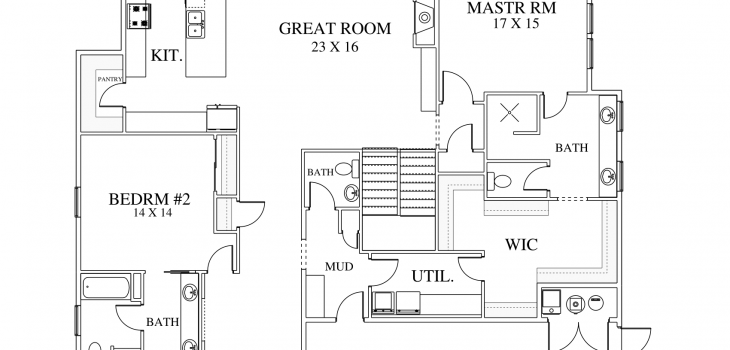 MASTR RM
17 X 15
GREAT ROOM
23 X 16
KIT.
PANTRY
BATH
BATH
BEDRM #2
14 X 14
WIC
MUD
UTIL.
BATH